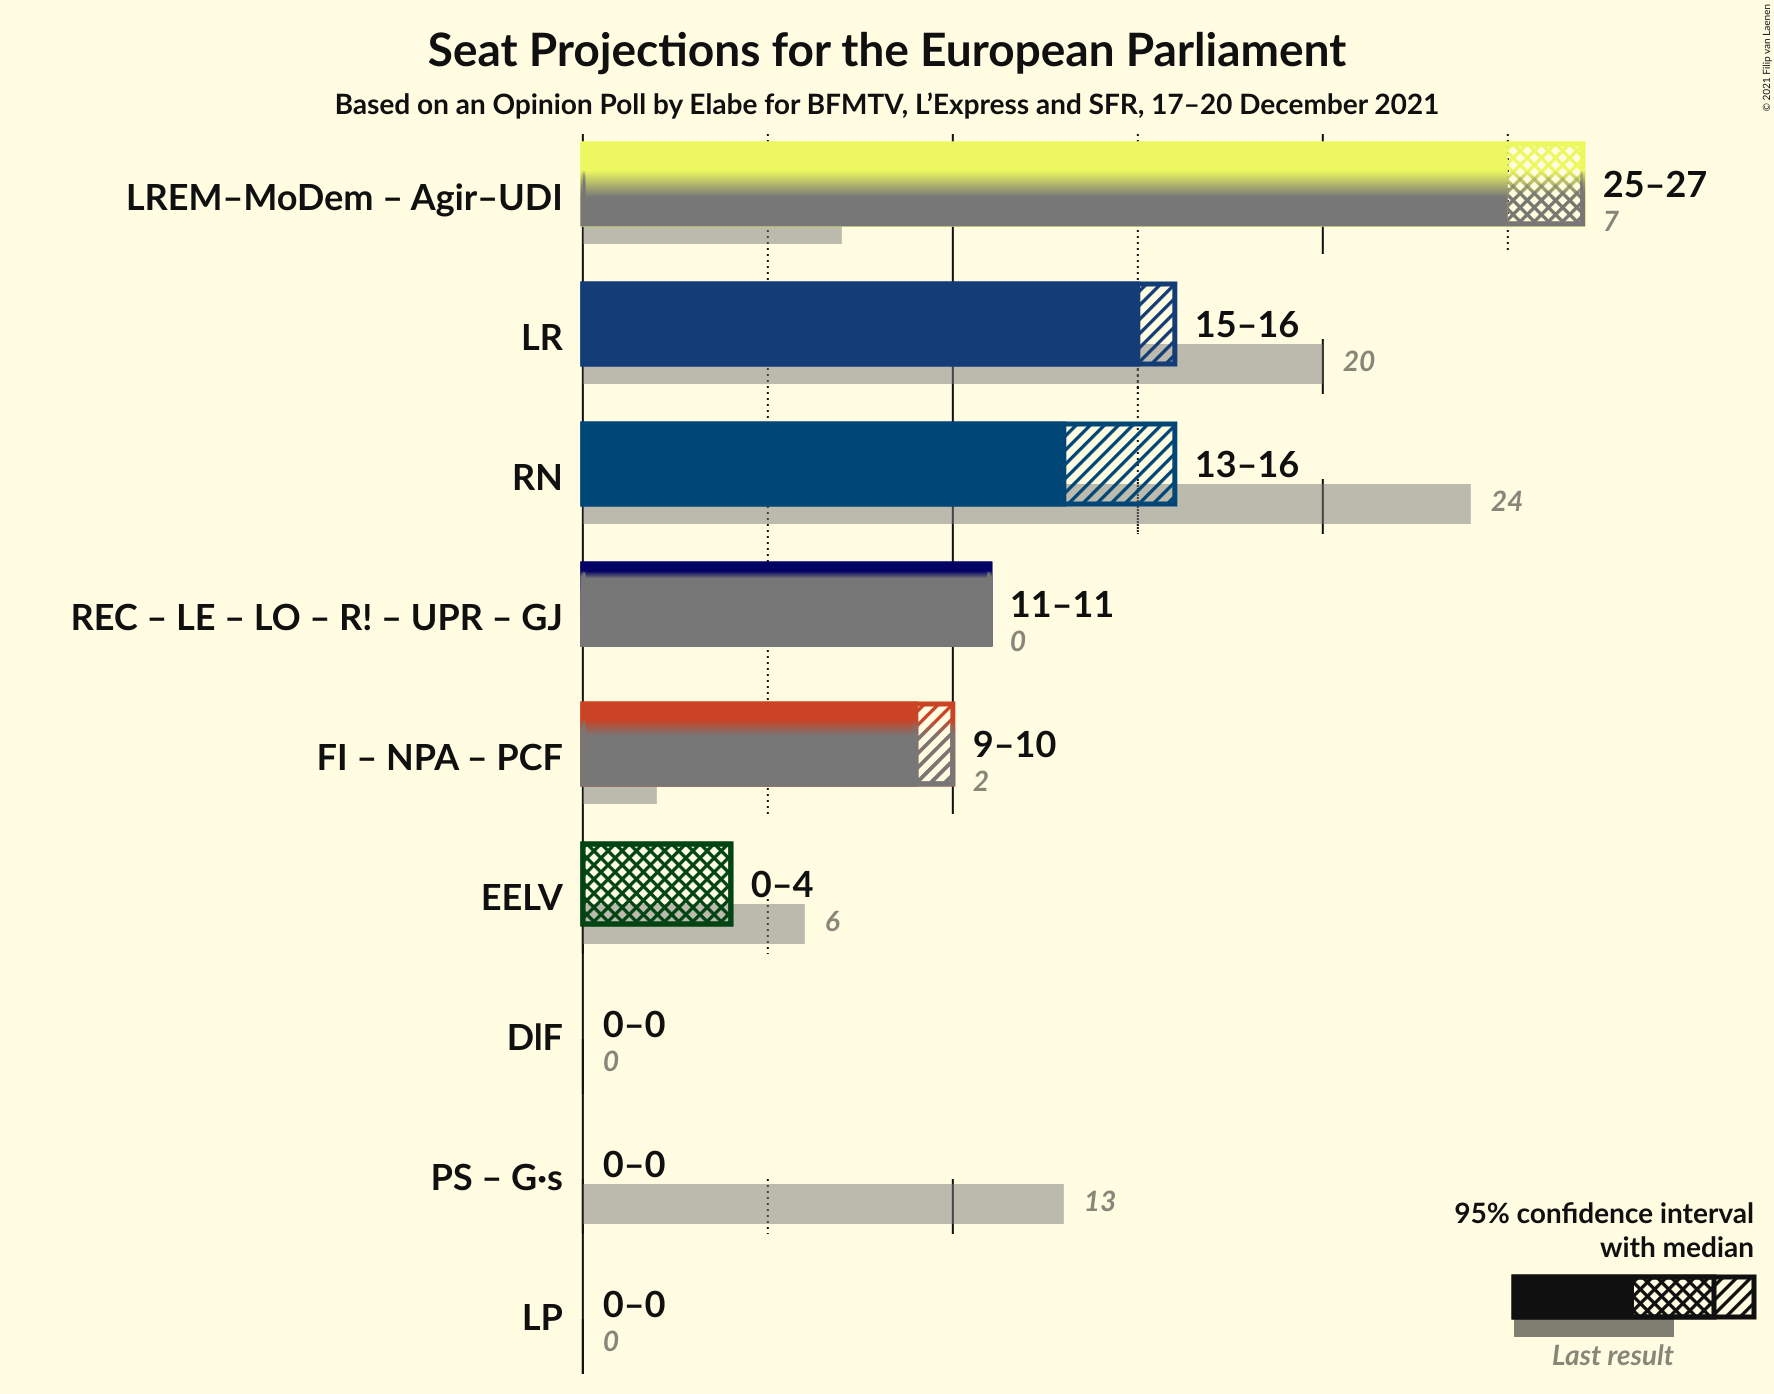 Seat Projections for the European Parliament
Based on an Opinion Poll by Elabe for BFMTV, L’Express and SFR, 17–20 December 2021
© 2021 Filip van Laenen
LREM–MoDem – Agir–UDI
25–27
7
LR
15–16
20
RN
13–16
24
REC – LE – LO – R! – UPR – GJ
11–11
0
FI – NPA – PCF
9–10
2
EELV
0–4
6
DIF
0–0
0
PS – G·s
0–0
13
LP
0–0
0
95% confidence interval
with median
Last result